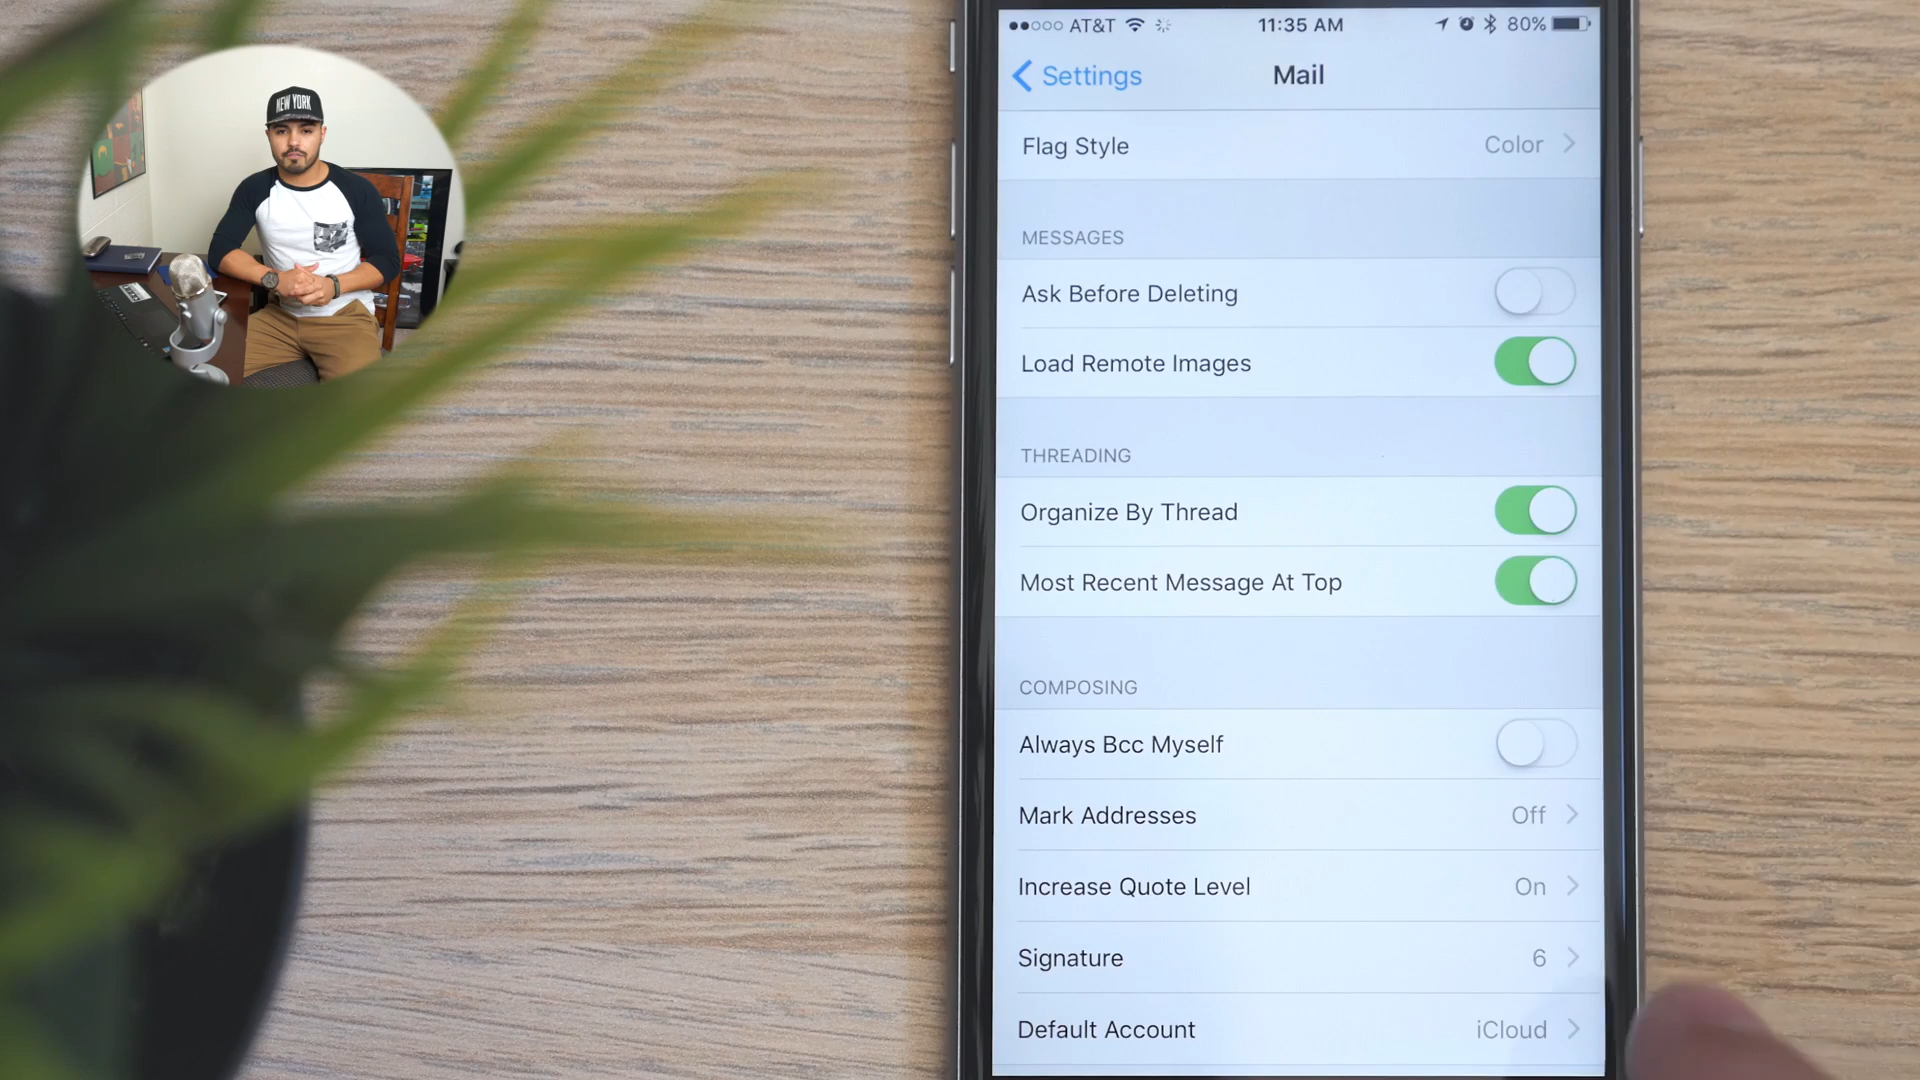 NEW YORK
AT&T 11:35 AM 80%
Settings Mail
Flag Style Color
MESSAGES
Ask Before Deleting
Load Remote Images
THREADING
Organize By Thread
Most Recent Message At Top
COMPOSING
Always Bcc Myself
Mark Addresses Off
Increase Quote Level On
Signature 6
Default Account iCloud